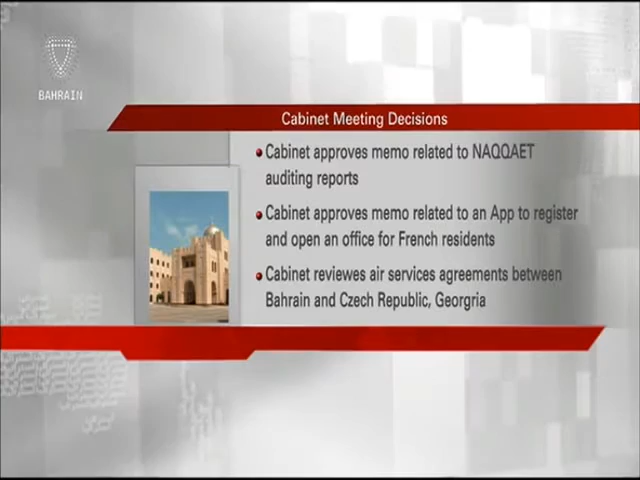 BAHRAIN
Cabinet Meeting Decisions
Cabinet approves memo related to NAQQAET
auditing reports
Cabinet approves memo related to an App to register
and open an office for French residents
Cabinet reviewes air services agreements between
Bahrain and Czech Republic, Georgria